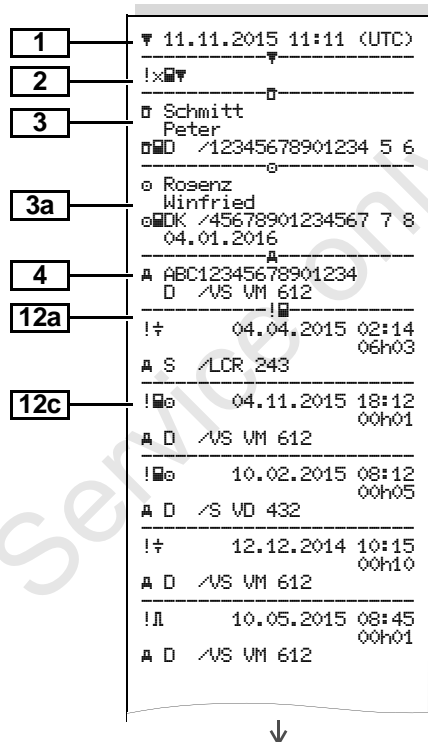 1
▼ 11.11.2015 11:11 (UTC)
2
!x▼
3
Schmitt
Peter
D /12345678901234 5 6
3a
Rogenz
Winfried
DK /45678901234567 7 8
04.01.2016
4
A ABC12345678901234
D /VS VM 612
12a
!÷ 04.04.2015 02:14
06h03
A S /LCR 243
12c
! 04.11.2015 18:12
00h01
A D /VS VM 612
! 10.02.2015 08:12
00h05
A D /S VD 432
!÷ 12.12.2014 10:15
00h10
A D /VS VM 612
!Л 10.05.2015 08:45
00h01
A D /VS VM 612
Service only